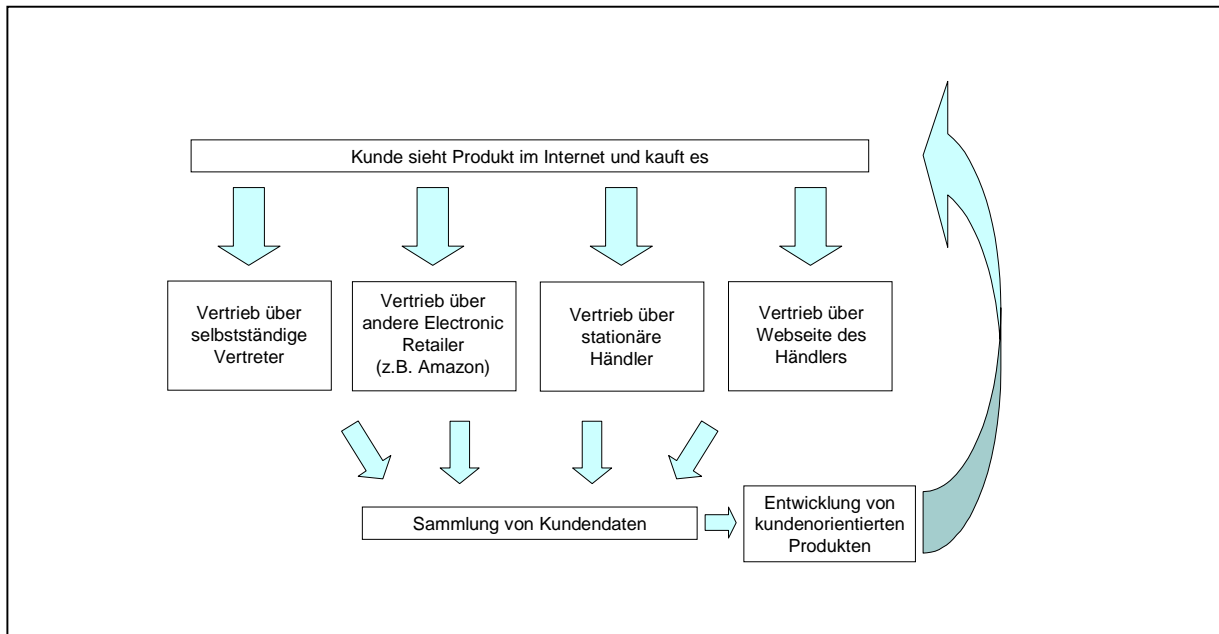 Kunde sieht Produkt im Internet und kauft es
Vertrieb über
selbstständige
Vertreter
Vertrieb über
andere Electronic
Retailer
(z.B. Amazon)
Vertrieb über
stationäre
Händler
Vertrieb über
Webseite des
Händlers
Sammlung von Kundendaten
Entwicklung von
kundenorientierten
Produkten